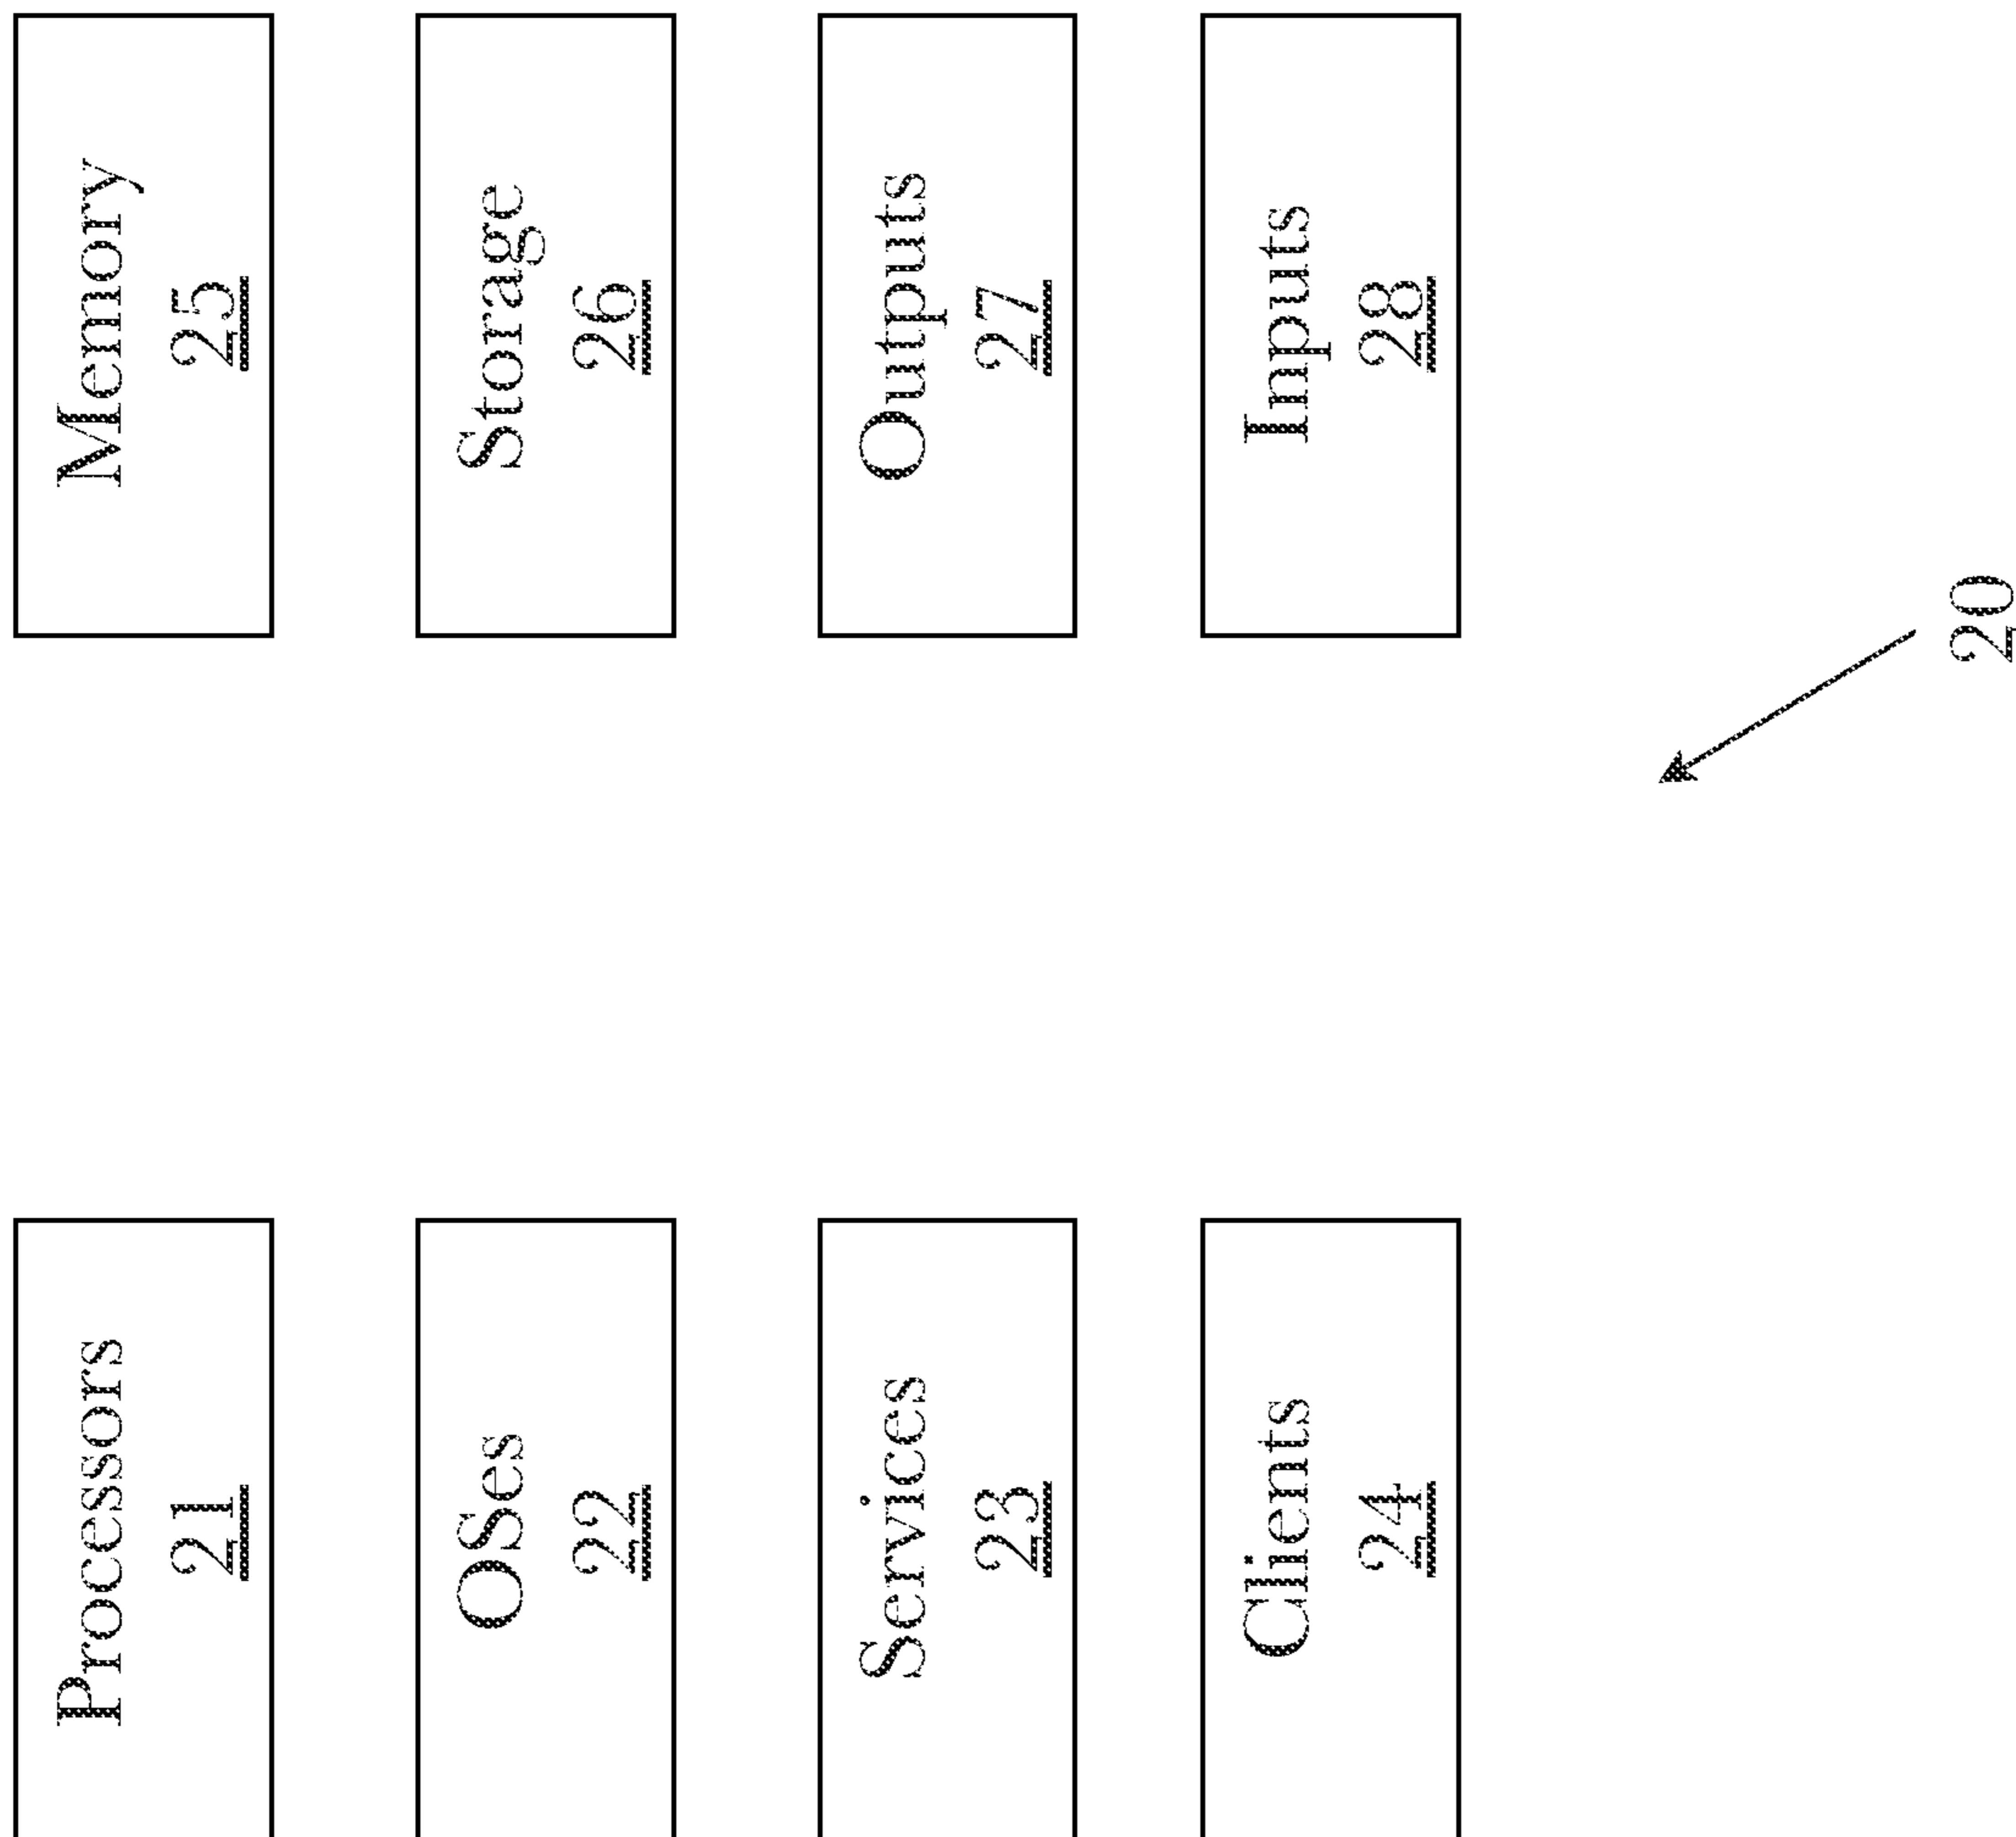 Processors
21
Memory
25
OSes
22
Storage
26
Services
23
Outputs
27
Clients
24
Inputs
28
20